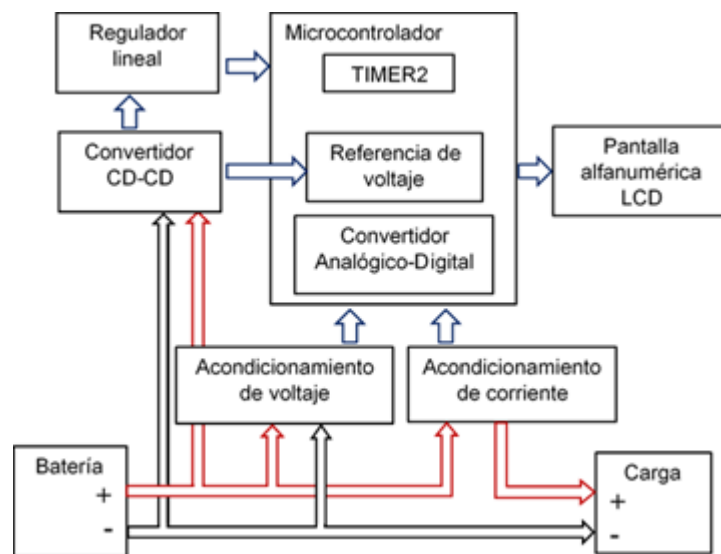 Regulador
lineal
Microcontrolador
TIMER2
Convertidor
CD-CD
Referencia de
voltaje
Pantalla
alfanumérica
LCD
Convertidor
Analógico-Digital
Acondicionamiento
de voltaje
Acondicionamiento
de corriente
Batería
+
-
Carga
+
-